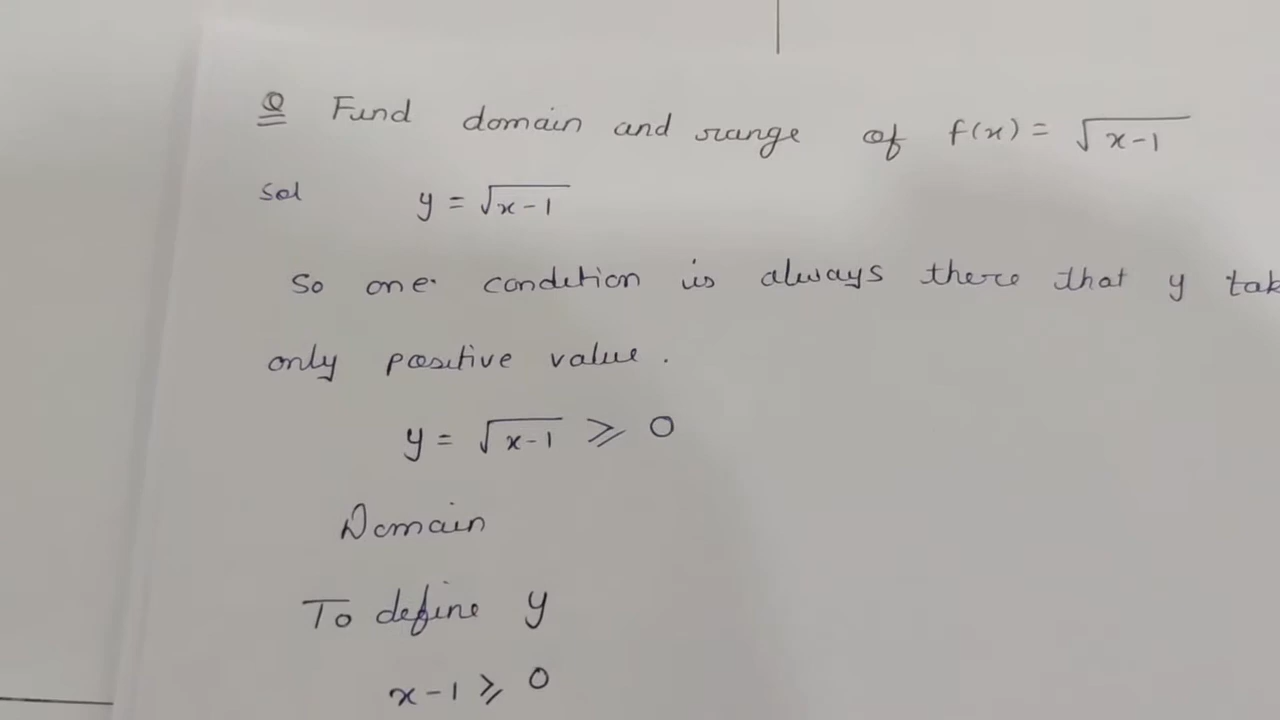 Q Find domain and range of f(x) = √x-1
Sol y = √x-1
So one condition is always there that y tak
only positive value.
y = √x-1 ⩾ 0
Domain
To define y
x-1 ⩾ 0